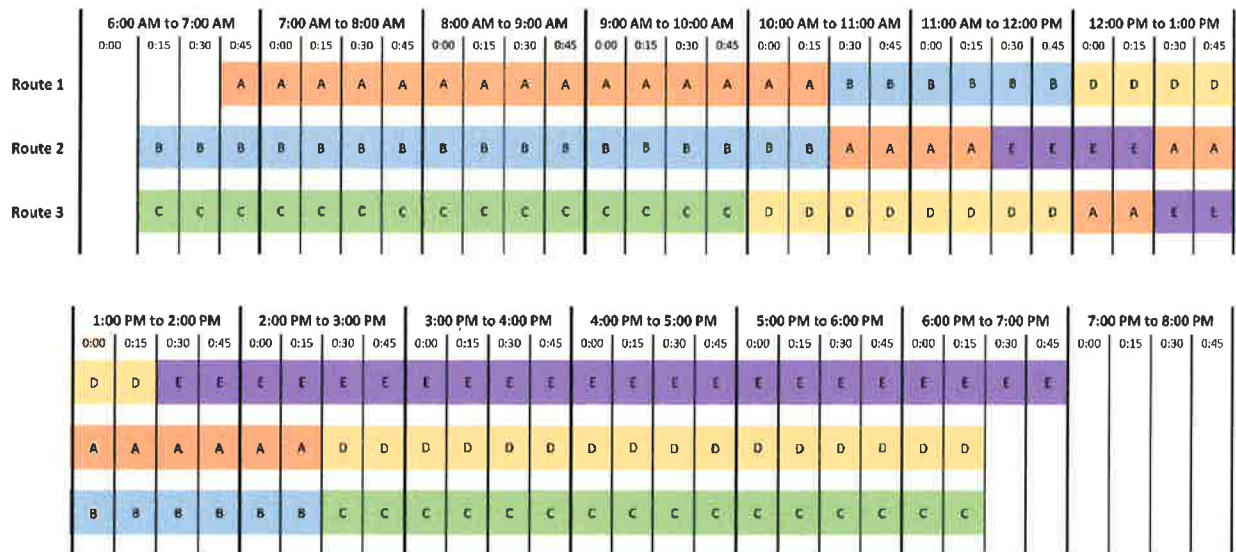 6:00 AM to 7:00 AM 7:00 AM to 8:00 AM 8:00 AM to 9:00 AM 9:00 AM to 10:00 AM 10:00 AM to 11:00 AM 11:00 AM to 12:00 PM 12:00 PM to 1:00 PM
0:00 0:15 0:30 0:45 0:00 0:15 0:30 0:45 0:00 0:15 0:30 0:45 0:00 0:15 0:30 0:45 0:00 0:15 0:30 0:45 0:00 0:15 0:30 0:45 0:00 0:15 0:30 0:45
Route 1 A A A A A A A A A A A A A A A B B B B B B D D D D
Route 2 B B B B B B B B B B B B B B B B B A A A A E E E E A A
Route 3 C C C C C C C C C C C C C C C D D D D D D D D A A E E
1:00 PM to 2:00 PM 2:00 PM to 3:00 PM 3:00 PM to 4:00 PM 4:00 PM to 5:00 PM 5:00 PM to 6:00 PM 6:00 PM to 7:00 PM 7:00 PM to 8:00 PM
0:00 0:15 0:30 0:45 0:00 0:15 0:30 0:45 0:00 0:15 0:30 0:45 0:00 0:15 0:30 0:45 0:00 0:15 0:30 0:45 0:00 0:15 0:30 0:45 0:00 0:15 0:30 0:45
D D E E E E E E E E E E E E E E E E E E E E E E
A A A A A A D D D D D D D D D D D D D D D D
B B B B B B C C C C C C C C C C C C C C C C